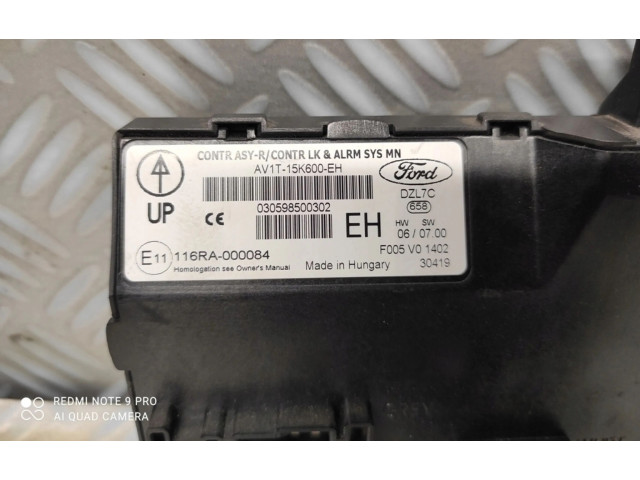 CONTR ASY-R/CONTR LK & ALRM SYS MN
AV1T-15K600-EH
Ford
DZL7C
658
UP
CE
030598500302
EH
HW SW
06 / 07.00
E11 116RA-000084
F005 V0 1402
Homologation see Owner's Manual
Made in Hungary
30419
REDMI NOTE 9 PRO
AI QUAD CAMERA